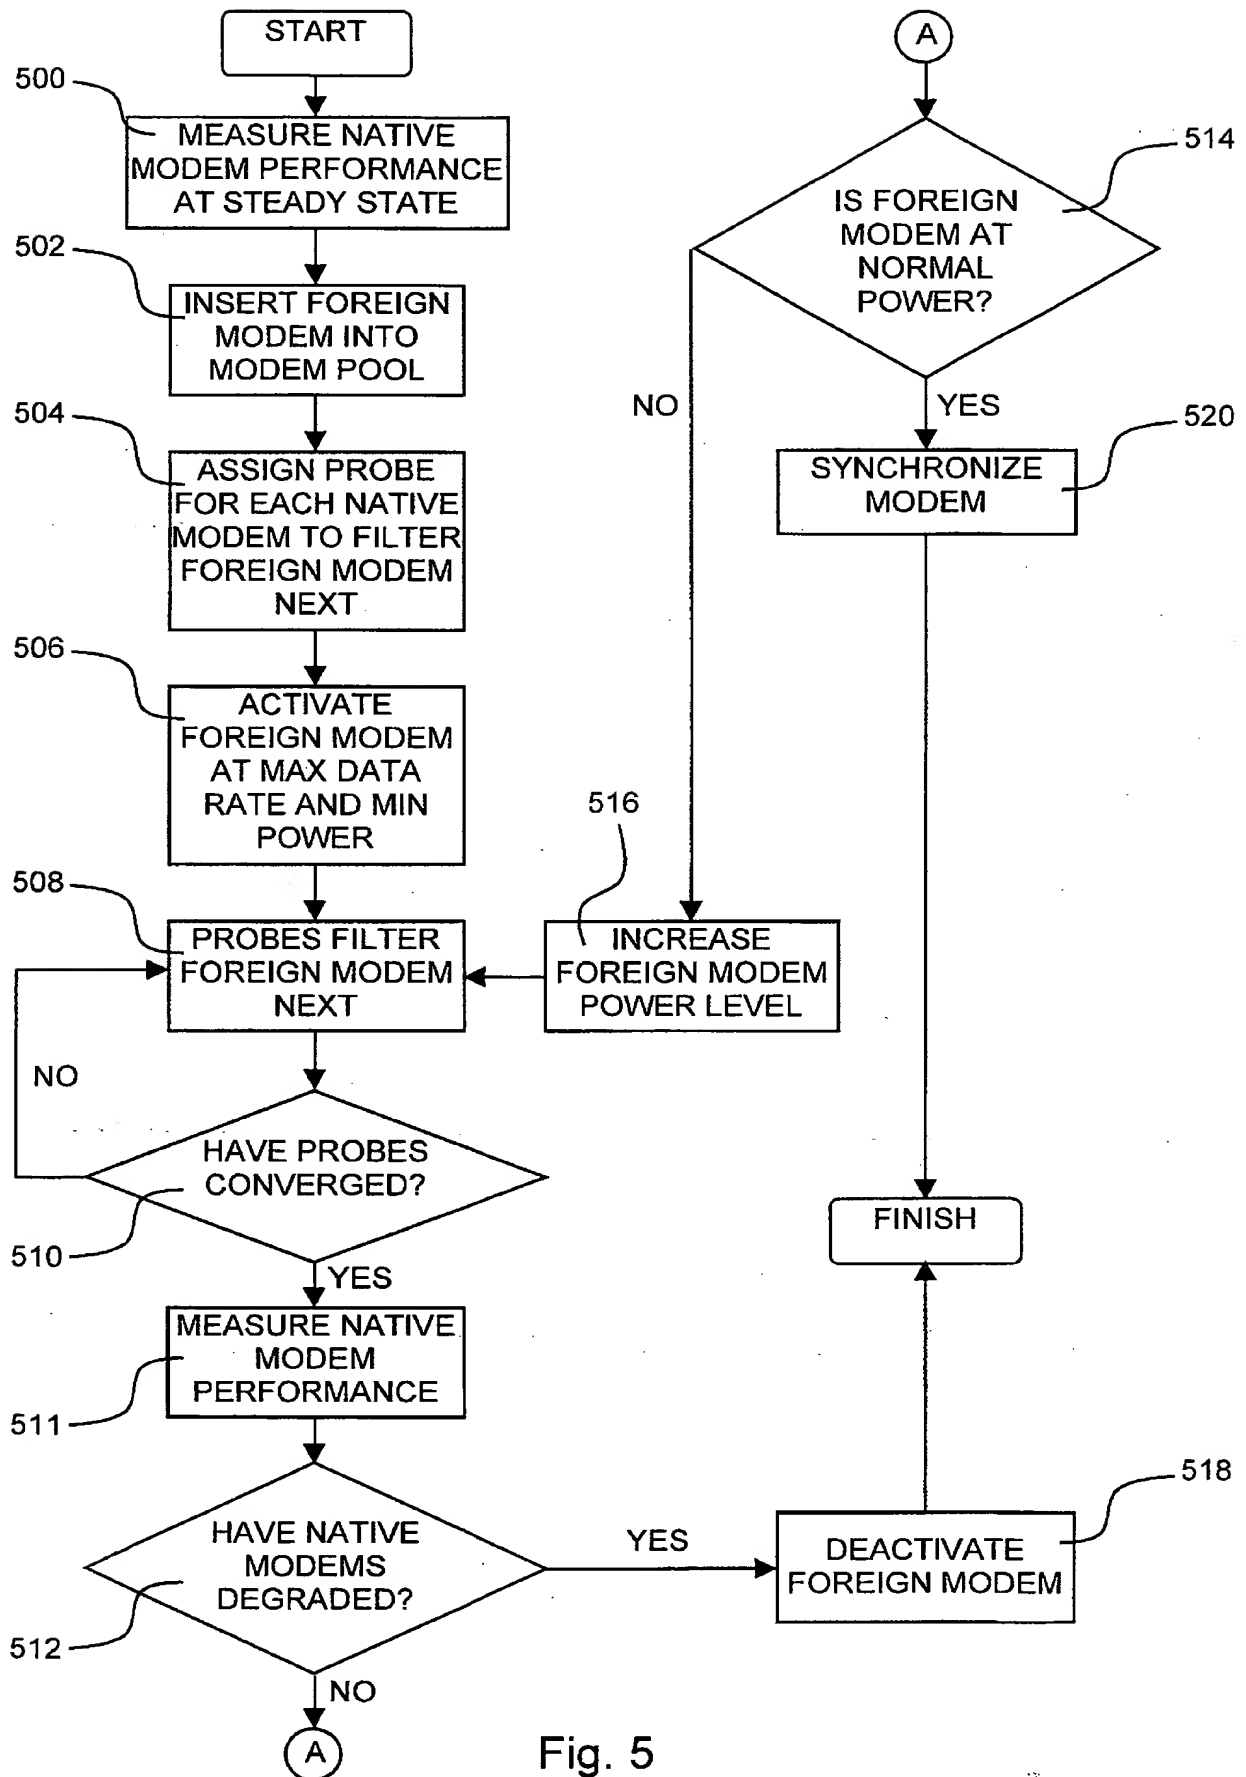 START
500
MEASURE NATIVE
MODEM PERFORMANCE
AT STEADY STATE
502
INSERT FOREIGN
MODEM INTO
MODEM POOL
504
ASSIGN PROBE
FOR EACH NATIVE
MODEM TO FILTER
FOREIGN MODEM
NEXT
506
ACTIVATE
FOREIGN MODEM
AT MAX DATA
RATE AND MIN
POWER
508
PROBES FILTER
FOREIGN MODEM
NEXT
NO
HAVE PROBES
CONVERGED?
510
YES
MEASURE NATIVE
MODEM
PERFORMANCE
511
HAVE NATIVE
MODEMS
DEGRADED?
512
YES
NO
A
A
514
IS FOREIGN
MODEM AT
NORMAL
POWER?
NO
YES
520
SYNCHRONIZE
MODEM
516
INCREASE
FOREIGN MODEM
POWER LEVEL
FINISH
518
DEACTIVATE
FOREIGN MODEM
Fig. 5